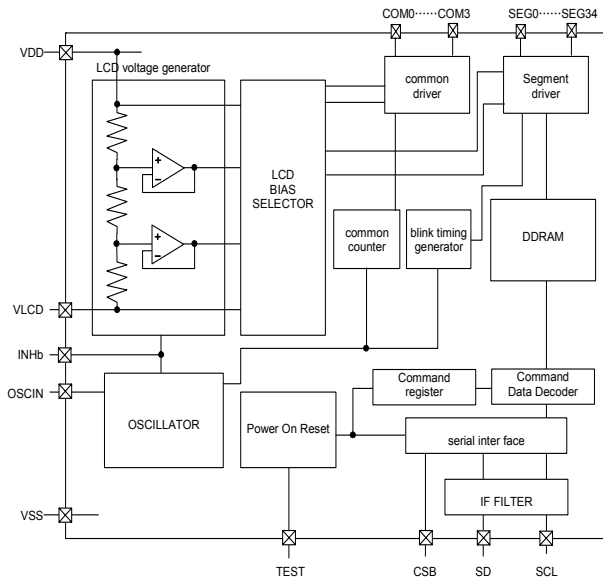 COM0……COM3
SEG0……SEG34
VDD
LCD voltage generator
common
driver
Segment
driver
+
−
LCD
BIAS
SELECTOR
+
−
common
counter
blink timing
generator
DDRAM
VLCD
INHb
OSCIN
OSCILLATOR
Power On Reset
Command
register
Command
Data Decoder
serial inter face
IF FILTER
VSS
TEST
CSB
SD
SCL